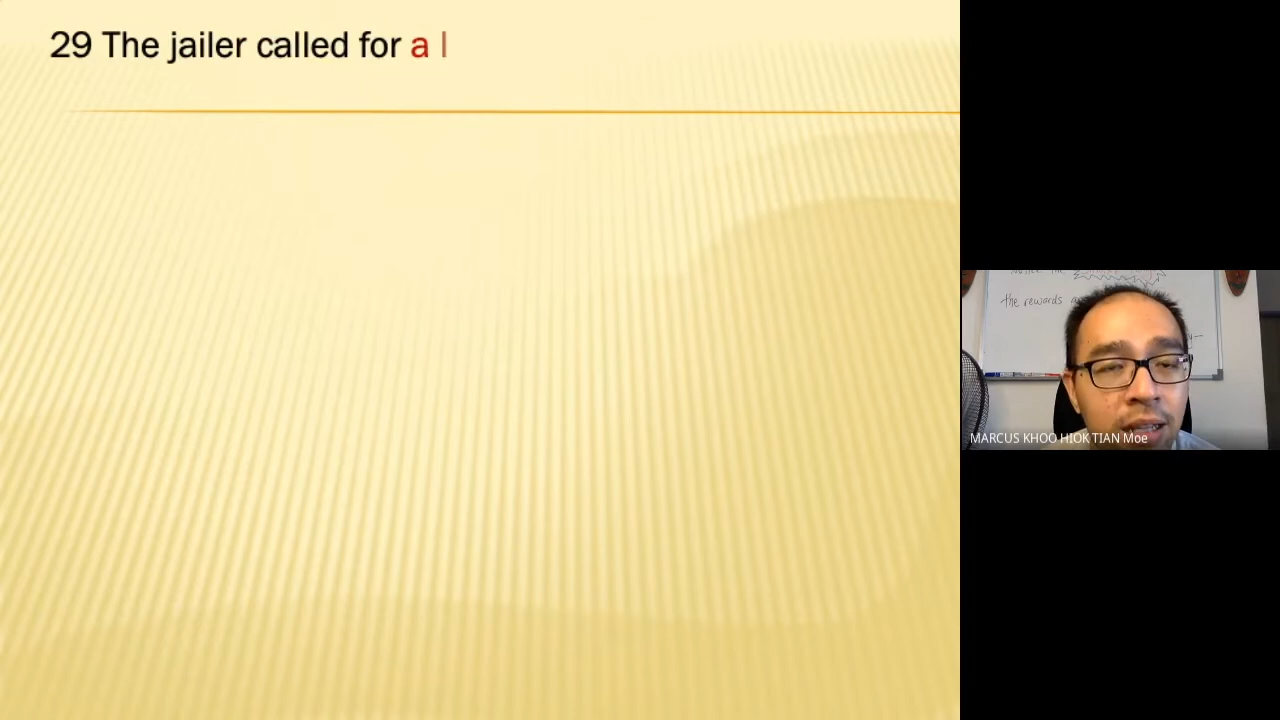 29 The jailer called for a l
the rewards
MARCUS KHOO HIOK TIAN Moe